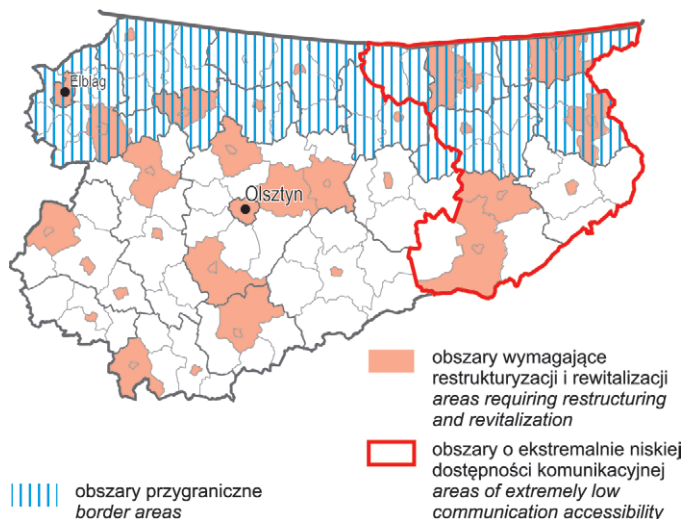 Elbląg
Olsztyn
obszary wymagające
restrukturyzacji i rewitalizacji
areas requiring restructuring
and revitalization
obszary o ekstremalnie niskiej
dostępności komunikacyjnej
areas of extremely low
communication accessibility
obszary przygraniczne
border areas